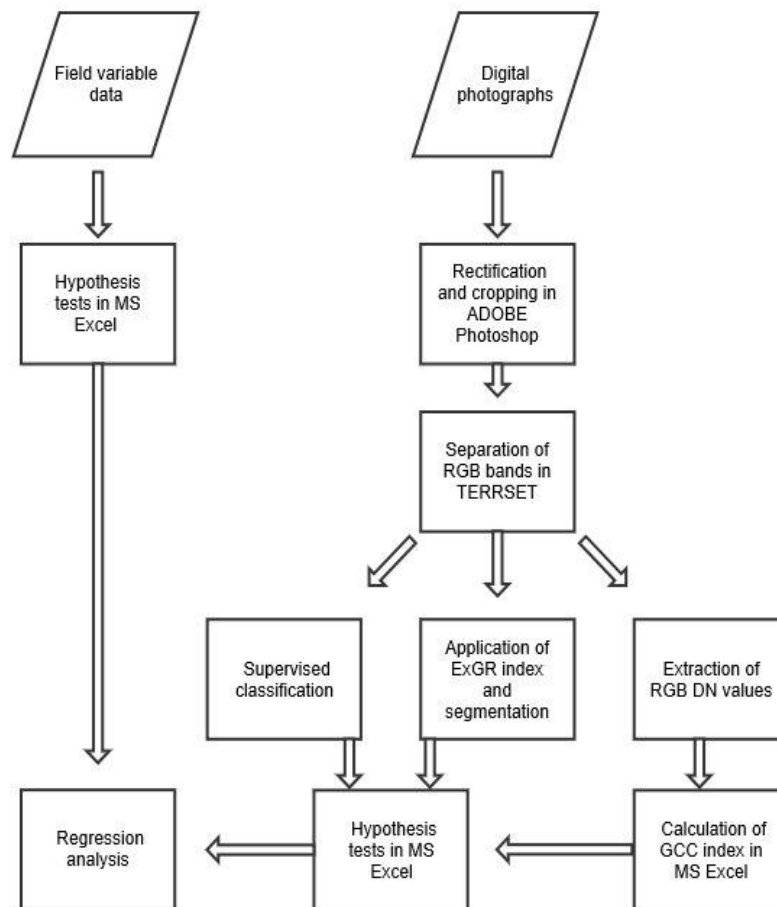 Field variable
data
Digital
photographs
Hypothesis
tests in MS
Excel
Rectification
and cropping in
ADOBE
Photoshop
Separation of
RGB bands in
TERRSET
Supervised
classification
Application of
ExGR index
and
segmentation
Extraction of
RGB DN values
Regression
analysis
Hypothesis
tests in MS
Excel
Calculation of
GCC index in
MS Excel